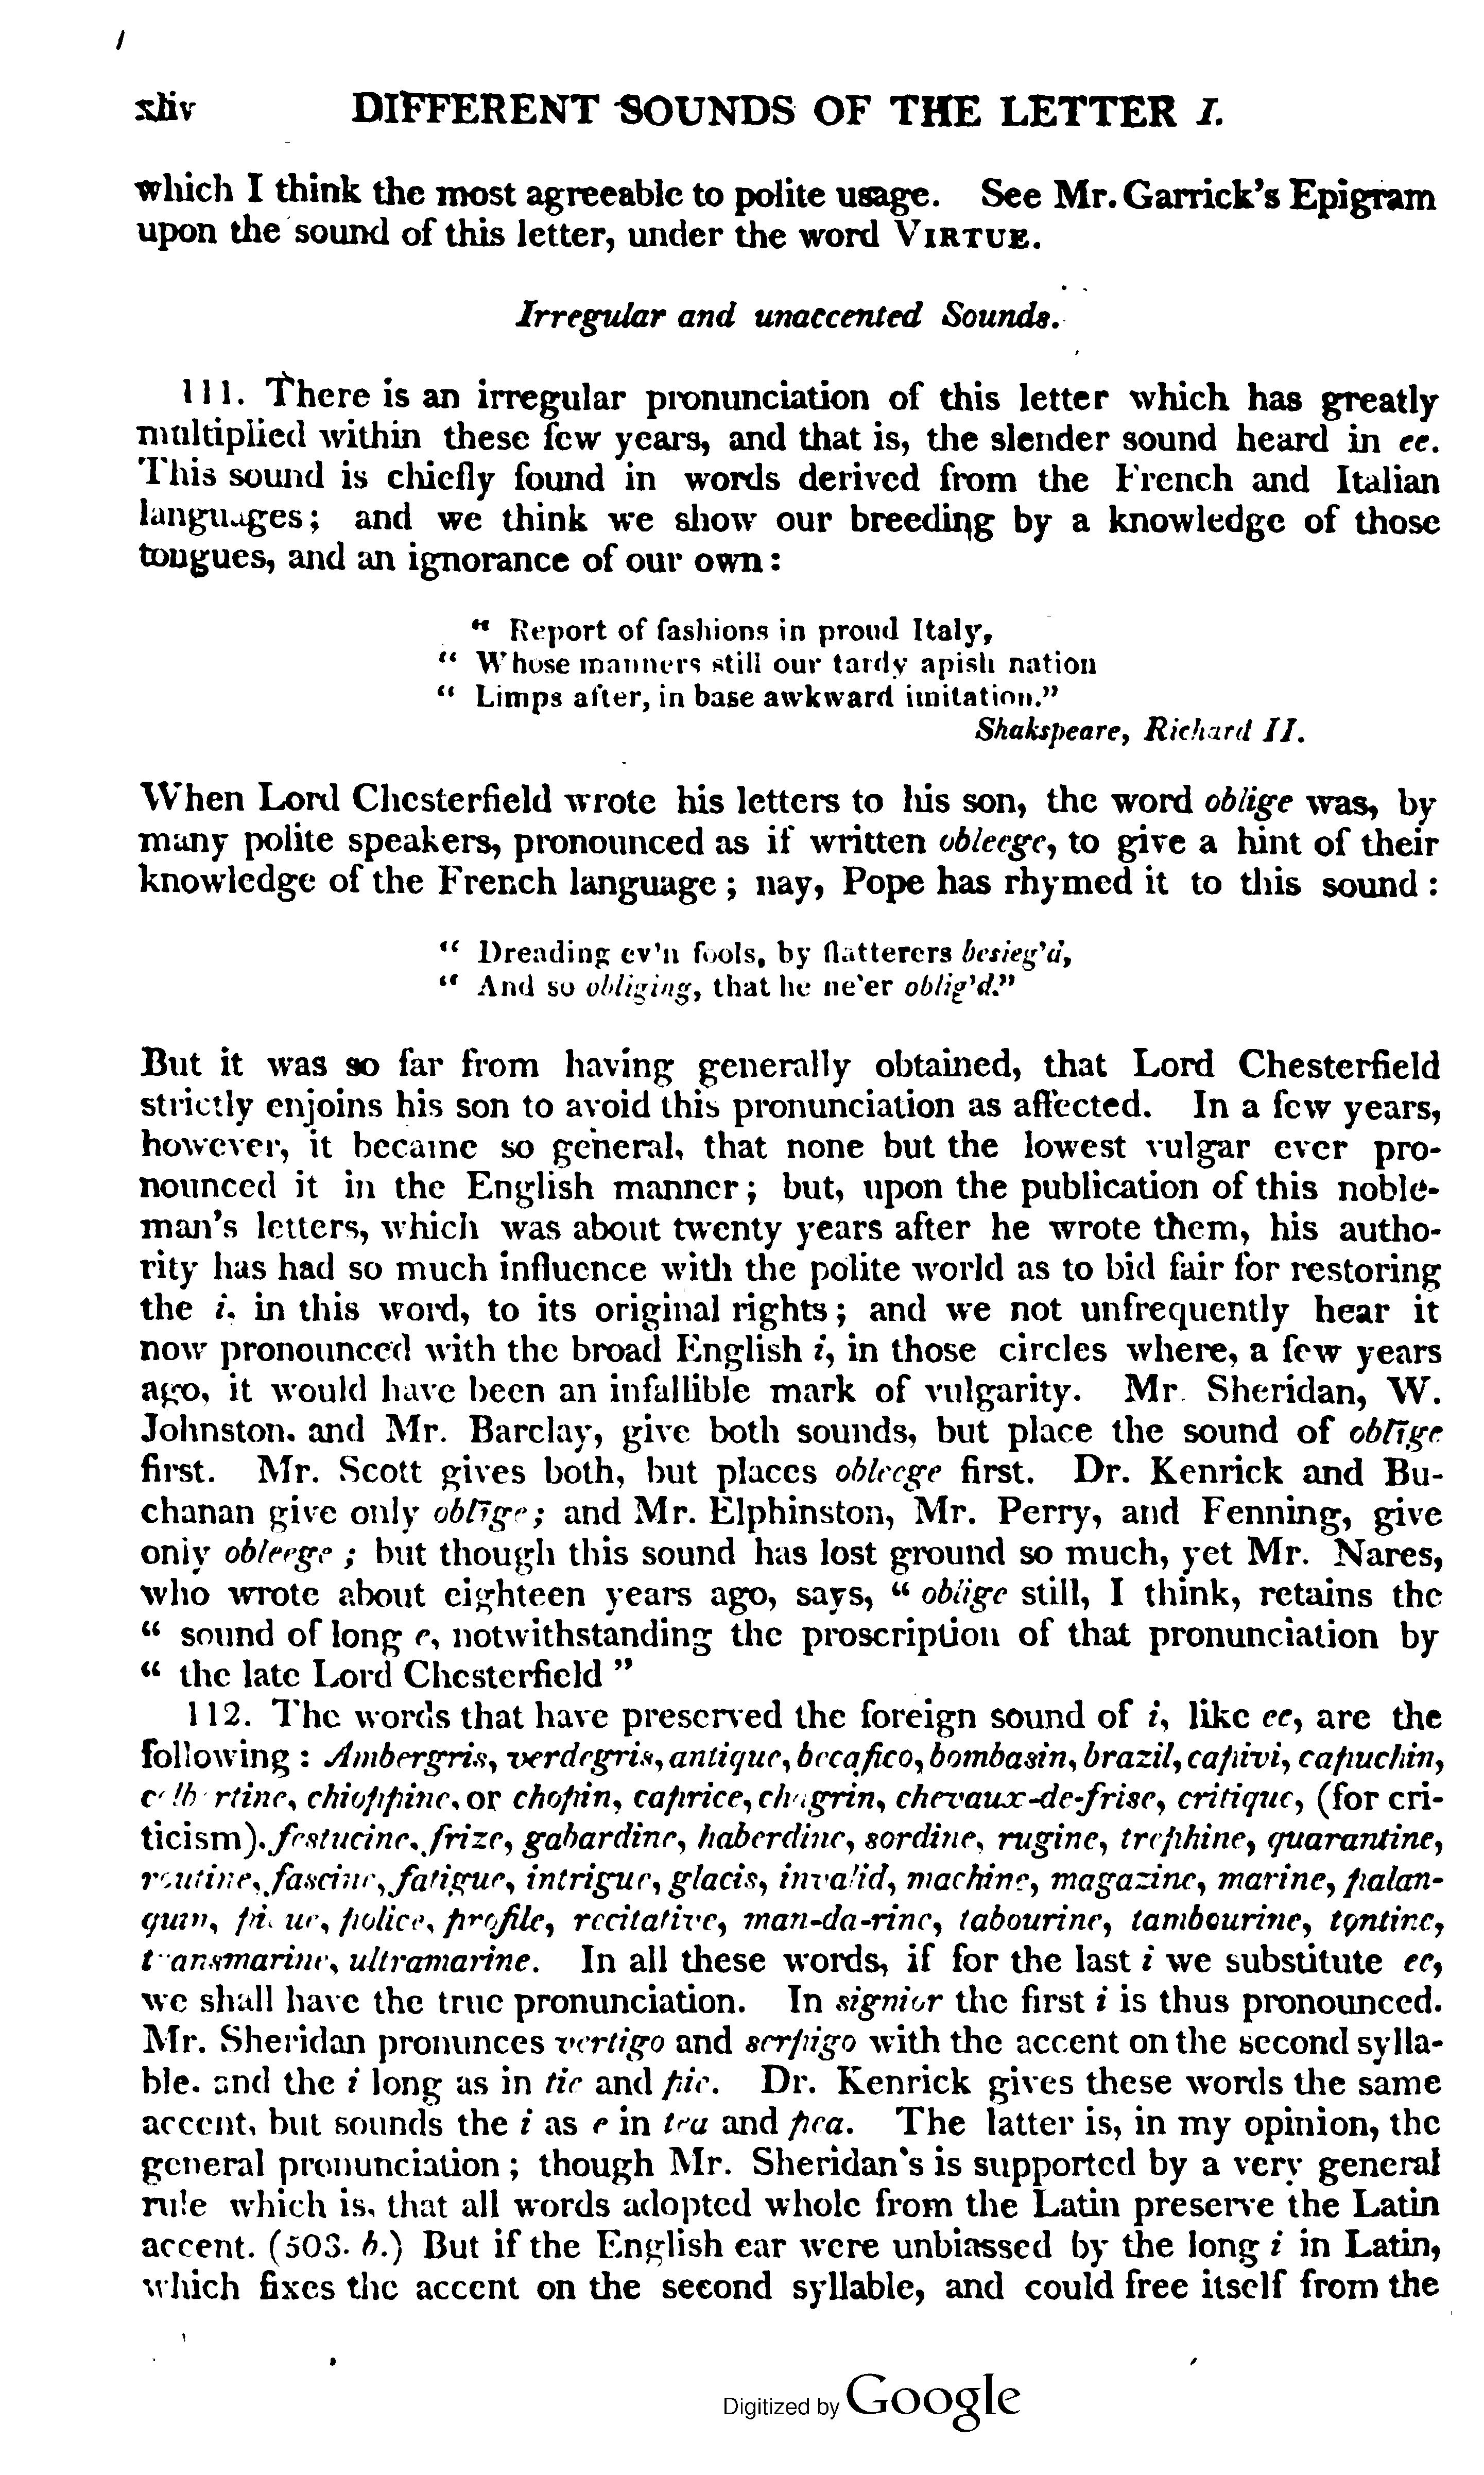 xliv DIFFERENT SOUNDS OF THE LETTER I.
which I think the most agreeable to polite usage. See Mr. Garrick's Epigram
upon the sound of this letter, under the word VIRTUE.
Irregular and unaccented Sounds.
111. There is an irregular pronunciation of this letter which has greatly
multiplied within these few years, and that is, the slender sound heard in ee.
This sound is chiefly found in words derived from the French and Italian
languages; and we think we show our breeding by a knowledge of those
tongues, and an ignorance of our own:
“ Report of fashions in proud Italy,
“ Whose manners still our tardy apish nation
“ Limps after, in base awkward imitation.”
Shakspeare, Richard II.
When Lord Chesterfield wrote his letters to his son, the word oblige was, by
many polite speakers, pronounced as if written obleege, to give a hint of their
knowledge of the French language; nay, Pope has rhymed it to this sound:
“ Dreading ev'n fools, by flatterers besieg'd,
“ And so obliging, that he ne'er oblig'd.”
But it was so far from having generally obtained, that Lord Chesterfield
strictly enjoins his son to avoid this pronunciation as affected. In a few years,
however, it became so general, that none but the lowest vulgar ever pro-
nounced it in the English manner; but, upon the publication of this noble-
man's letters, which was about twenty years after he wrote them, his autho-
rity has had so much influence with the polite world as to bid fair for restoring
the i, in this word, to its original rights; and we not unfrequently hear it
now pronounced with the broad English i, in those circles where, a few years
ago, it would have been an infallible mark of vulgarity. Mr. Sheridan, W.
Johnston, and Mr. Barclay, give both sounds, but place the sound of oblīge
first. Mr. Scott gives both, but places obleege first. Dr. Kenrick and Bu-
chanan give only oblīge; and Mr. Elphinston, Mr. Perry, and Fenning, give
only obleege; but though this sound has lost ground so much, yet Mr. Nares,
who wrote about eighteen years ago, says, “ oblige still, I think, retains the
“ sound of long e, notwithstanding the proscription of that pronunciation by
“ the late Lord Chesterfield ”
112. The words that have preserved the foreign sound of i, like ee, are the
following: Ambergris, verdegris, antique, becafico, bombasin, brazil, capivi, capuchin,
colbertine, chioppine, or chopin, caprice, chagrin, chevaux-de-frise, critique, (for cri-
ticism), festucine, frize, gabardine, haberdine, sordine, rugine, trephine, quarantine,
routine, fascine, fatigue, intrigue, glacis, invalid, machine, magazine, marine, palan-
quin, pique, police, profile, recitative, man-da-rine, tabourine, tambourine, tontine,
transmarine, ultramarine. In all these words, if for the last i we substitute ee,
we shall have the true pronunciation. In signior the first i is thus pronounced.
Mr. Sheridan pronunces vertigo and serpigo with the accent on the second sylla-
ble, and the i long as in tie and pie. Dr. Kenrick gives these words the same
accent, but sounds the i as e in tea and pea. The latter is, in my opinion, the
general pronunciation; though Mr. Sheridan's is supported by a very general
rule which is, that all words adopted whole from the Latin preserve the Latin
accent. (503. b.) But if the English ear were unbiassed by the long i in Latin,
which fixes the accent on the second syllable, and could free itself from the
Digitized by Google